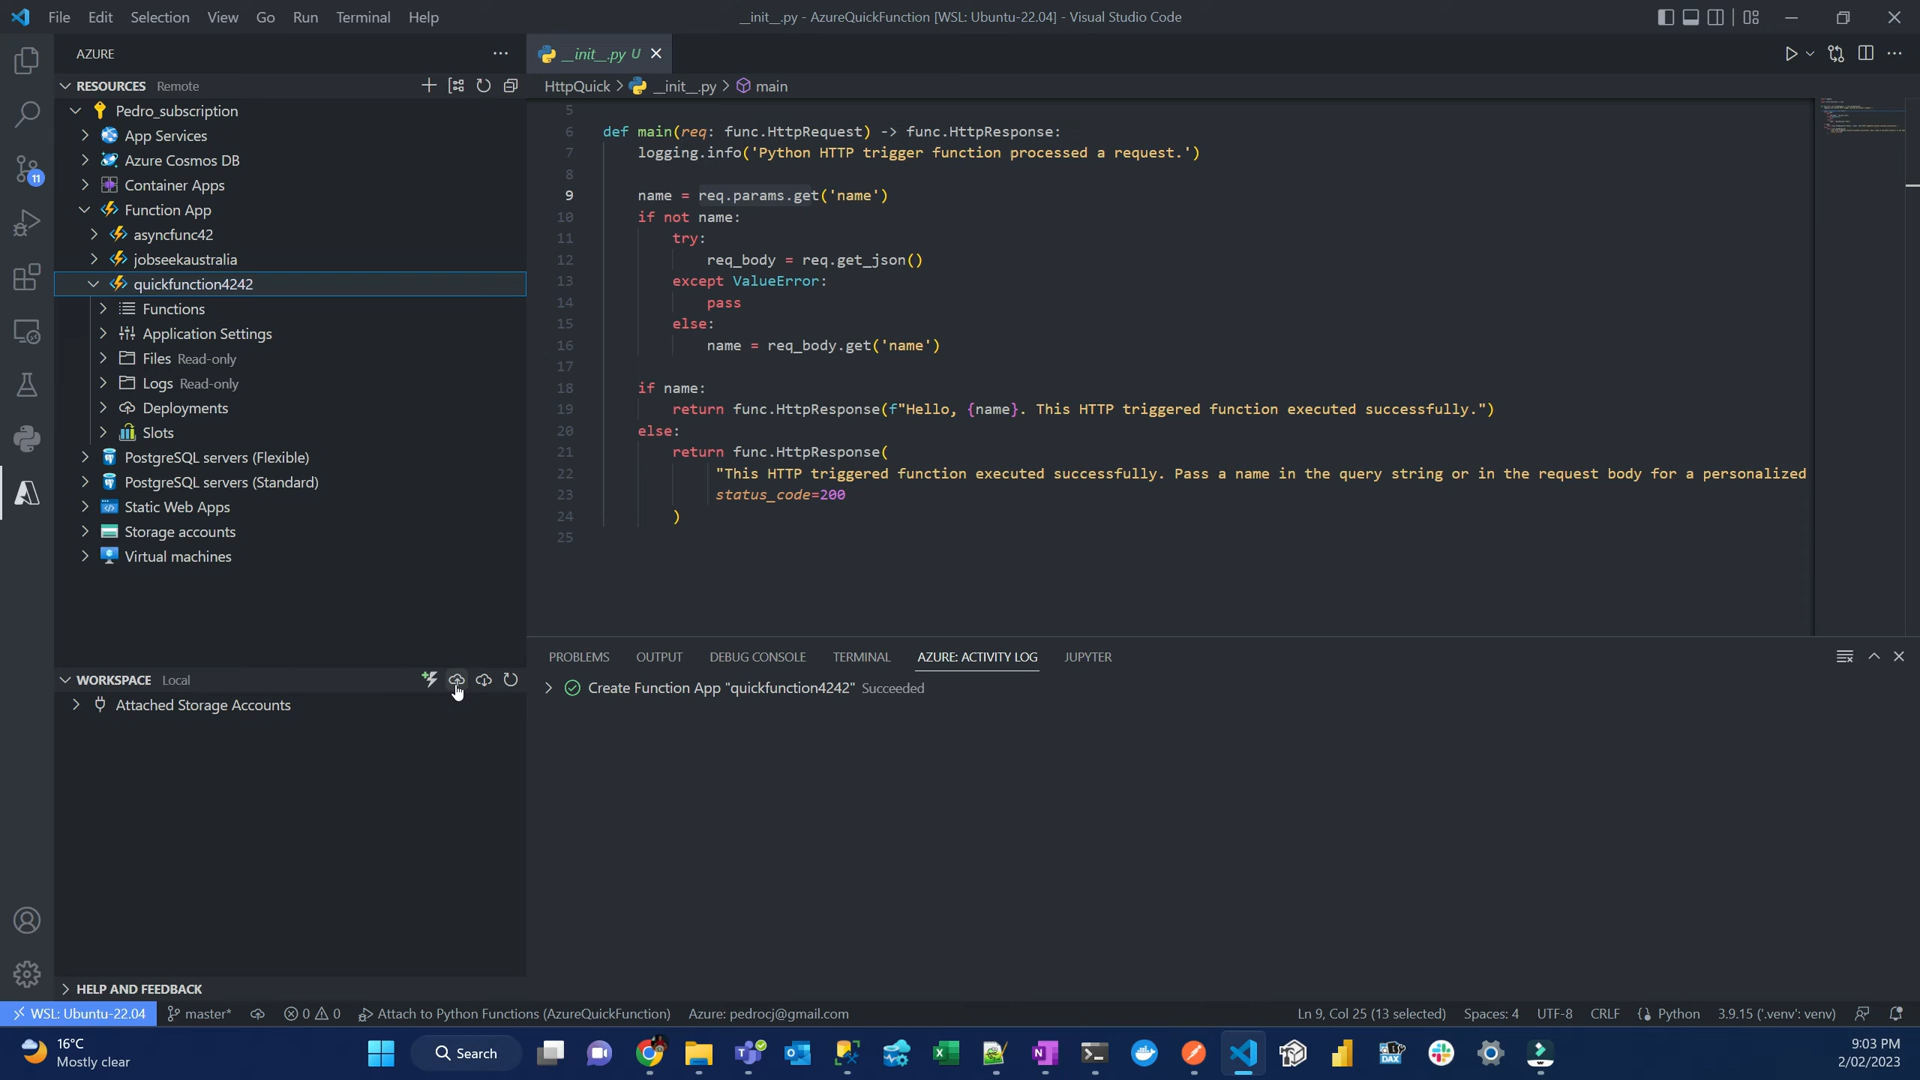 File Edit Selection View Go Run Terminal Help
__init__.py - AzureQuickFunction [WSL: Ubuntu-22.04] - Visual Studio Code
AZURE
RESOURCES Remote
Pedro_subscription
App Services
Azure Cosmos DB
Container Apps
Function App
asyncfunc42
jobseekaustralia
quickfunction4242
Functions
Application Settings
Files Read-only
Logs Read-only
Deployments
Slots
PostgreSQL servers (Flexible)
PostgreSQL servers (Standard)
Static Web Apps
Storage accounts
Virtual machines
WORKSPACE Local
Attached Storage Accounts
HELP AND FEEDBACK
__init__.py U
HttpQuick > __init__.py > main
5
6 def main(req: func.HttpRequest) -> func.HttpResponse:
7 logging.info('Python HTTP trigger function processed a request.')
8
9 name = req.params.get('name')
10 if not name:
11 try:
12 req_body = req.get_json()
13 except ValueError:
14 pass
15 else:
16 name = req_body.get('name')
17
18 if name:
19 return func.HttpResponse(f"Hello, {name}. This HTTP triggered function executed successfully.")
20 else:
21 return func.HttpResponse(
22 "This HTTP triggered function executed successfully. Pass a name in the query string or in the request body for a personalized
23 status_code=200
24 )
25
PROBLEMS OUTPUT DEBUG CONSOLE TERMINAL AZURE: ACTIVITY LOG JUPYTER
Create Function App "quickfunction4242" Succeeded
11
WSL: Ubuntu-22.04 master* 0 0 Attach to Python Functions (AzureQuickFunction) Azure: pedrocj@gmail.com Ln 9, Col 25 (13 selected) Spaces: 4 UTF-8 CRLF Python 3.9.15 ('.venv': venv)
16°C
Mostly clear
Search
DAX
9:03 PM
2/02/2023